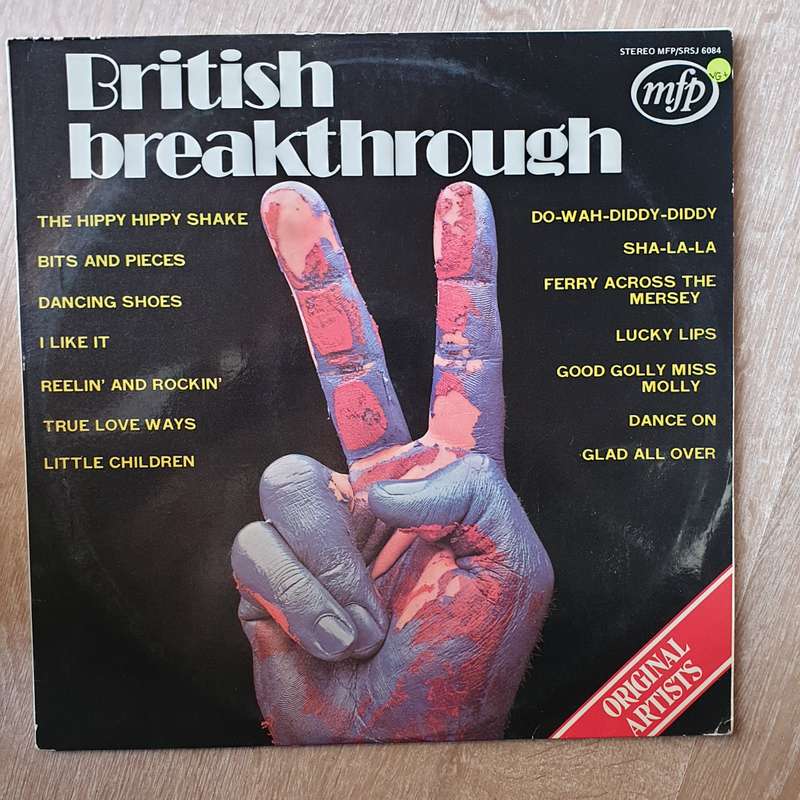 STEREO MFP/SRSJ 6084
mfp
VG+
British
breakthrough
THE HIPPY HIPPY SHAKE
BITS AND PIECES
DANCING SHOES
I LIKE IT
REELIN' AND ROCKIN'
TRUE LOVE WAYS
LITTLE CHILDREN
DO-WAH-DIDDY-DIDDY
SHA-LA-LA
FERRY ACROSS THE
MERSEY
LUCKY LIPS
GOOD GOLLY MISS
MOLLY
DANCE ON
GLAD ALL OVER
ORIGINAL
ARTISTS